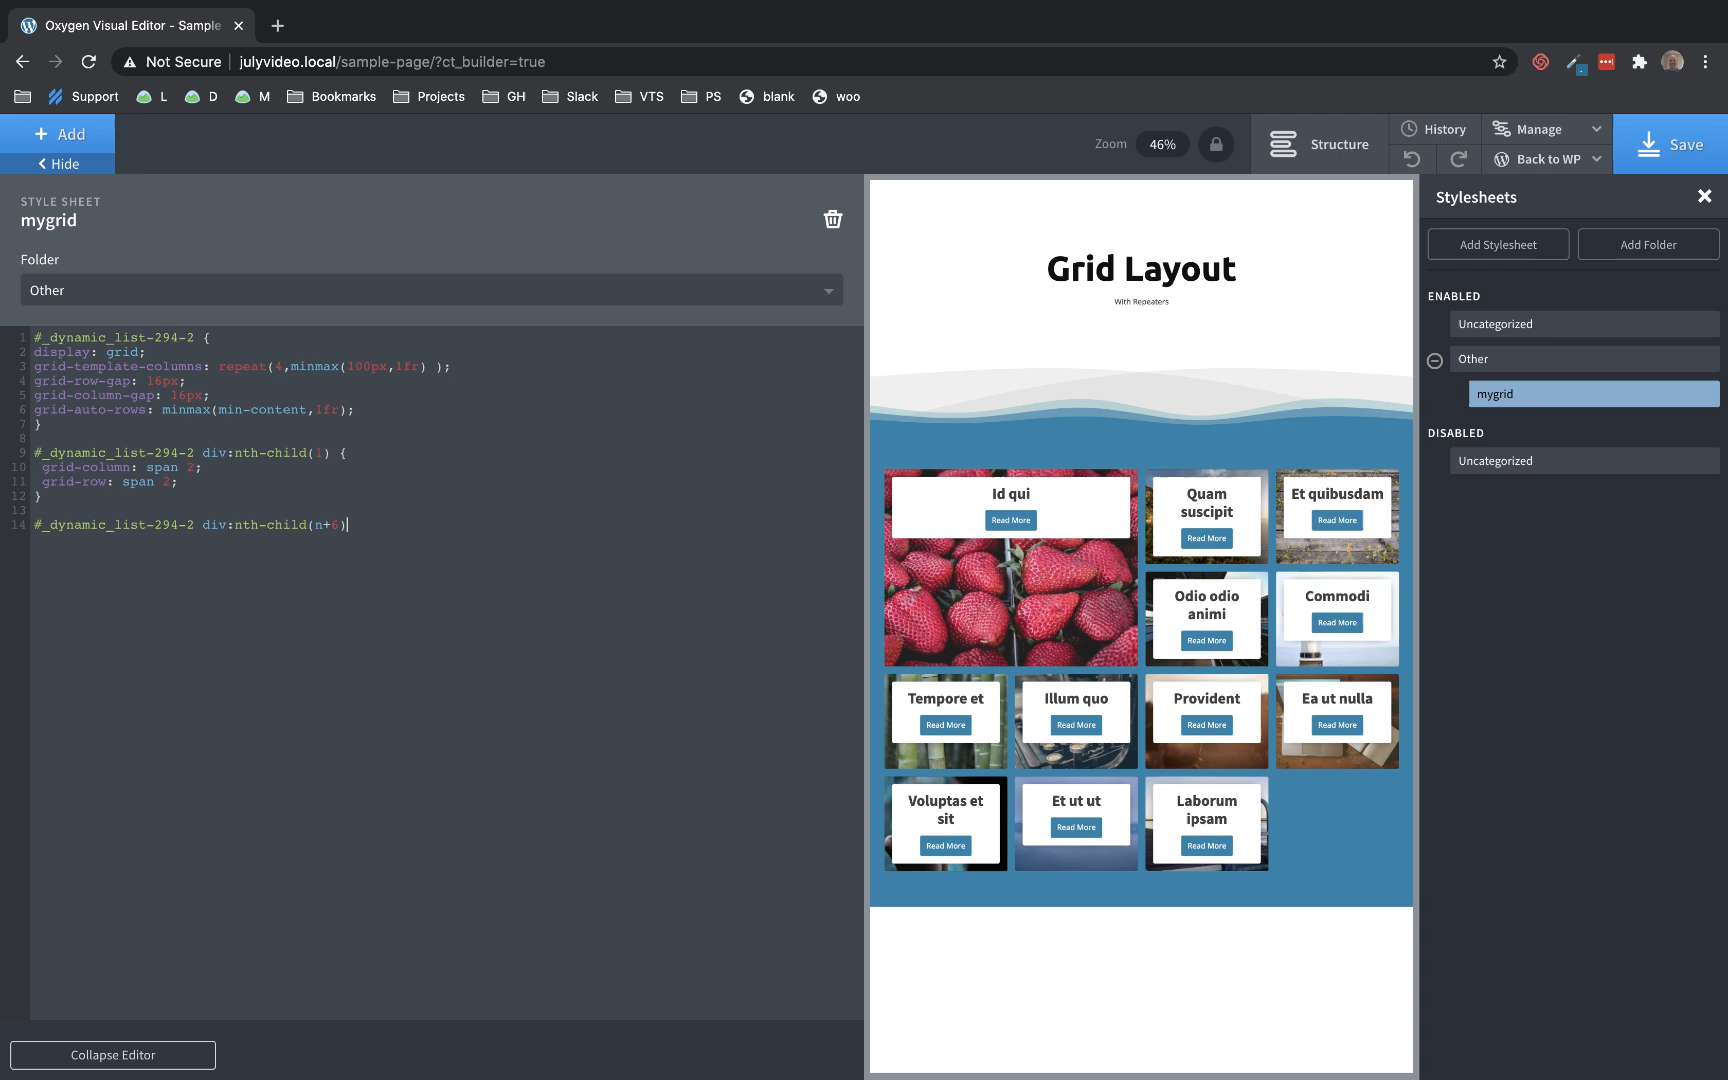 Oxygen Visual Editor - Sample
Not Secure julyvideo.local/sample-page/?ct_builder=true
Support L D M Bookmarks Projects GH Slack VTS PS blank woo
+ Add
Hide
Zoom 46%
Structure
History
Manage
Back to WP
Save
STYLE SHEET
mygrid
Folder
Other
1 #_dynamic_list-294-2 {
2 display: grid;
3 grid-template-columns: repeat(4,minmax(100px,1fr) );
4 grid-row-gap: 16px;
5 grid-column-gap: 16px;
6 grid-auto-rows: minmax(min-content,1fr);
7 }
8
9 #_dynamic_list-294-2 div:nth-child(1) {
10 grid-column: span 2;
11 grid-row: span 2;
12 }
13
14 #_dynamic_list-294-2 div:nth-child(n+6)
Collapse Editor
Grid Layout
With Repeaters
Id qui
Read More
Quam
suscipit
Read More
Et quibusdam
Read More
Odio odio
animi
Read More
Commodi
Read More
Tempore et
Read More
Illum quo
Read More
Provident
Read More
Ea ut nulla
Read More
Voluptas et
sit
Read More
Et ut ut
Read More
Laborum
ipsam
Read More
Stylesheets
Add Stylesheet
Add Folder
ENABLED
Uncategorized
Other
mygrid
DISABLED
Uncategorized